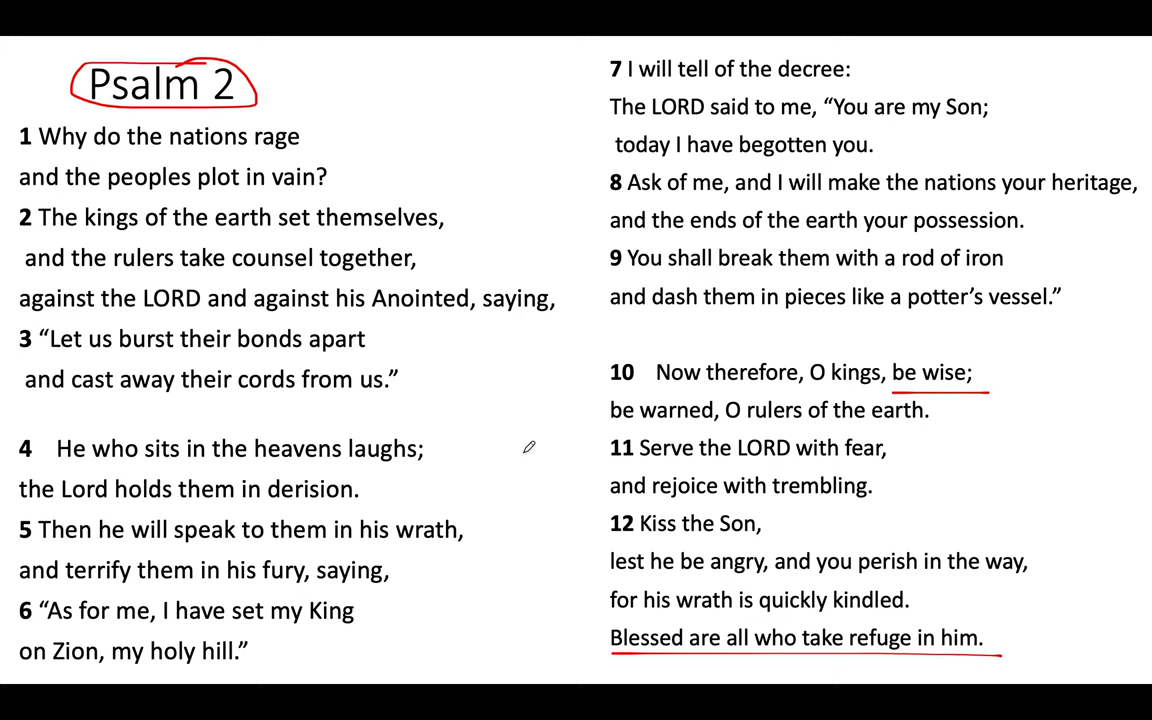 Psalm 2
1 Why do the nations rage
and the peoples plot in vain?
2 The kings of the earth set themselves,
and the rulers take counsel together,
against the LORD and against his Anointed, saying,
3 “Let us burst their bonds apart
and cast away their cords from us.”
4 He who sits in the heavens laughs;
the Lord holds them in derision.
5 Then he will speak to them in his wrath,
and terrify them in his fury, saying,
6 “As for me, I have set my King
on Zion, my holy hill.”
7 I will tell of the decree:
The LORD said to me, “You are my Son;
today I have begotten you.
8 Ask of me, and I will make the nations your heritage,
and the ends of the earth your possession.
9 You shall break them with a rod of iron
and dash them in pieces like a potter’s vessel.”
10 Now therefore, O kings, be wise;
be warned, O rulers of the earth.
11 Serve the LORD with fear,
and rejoice with trembling.
12 Kiss the Son,
lest he be angry, and you perish in the way,
for his wrath is quickly kindled.
Blessed are all who take refuge in him.